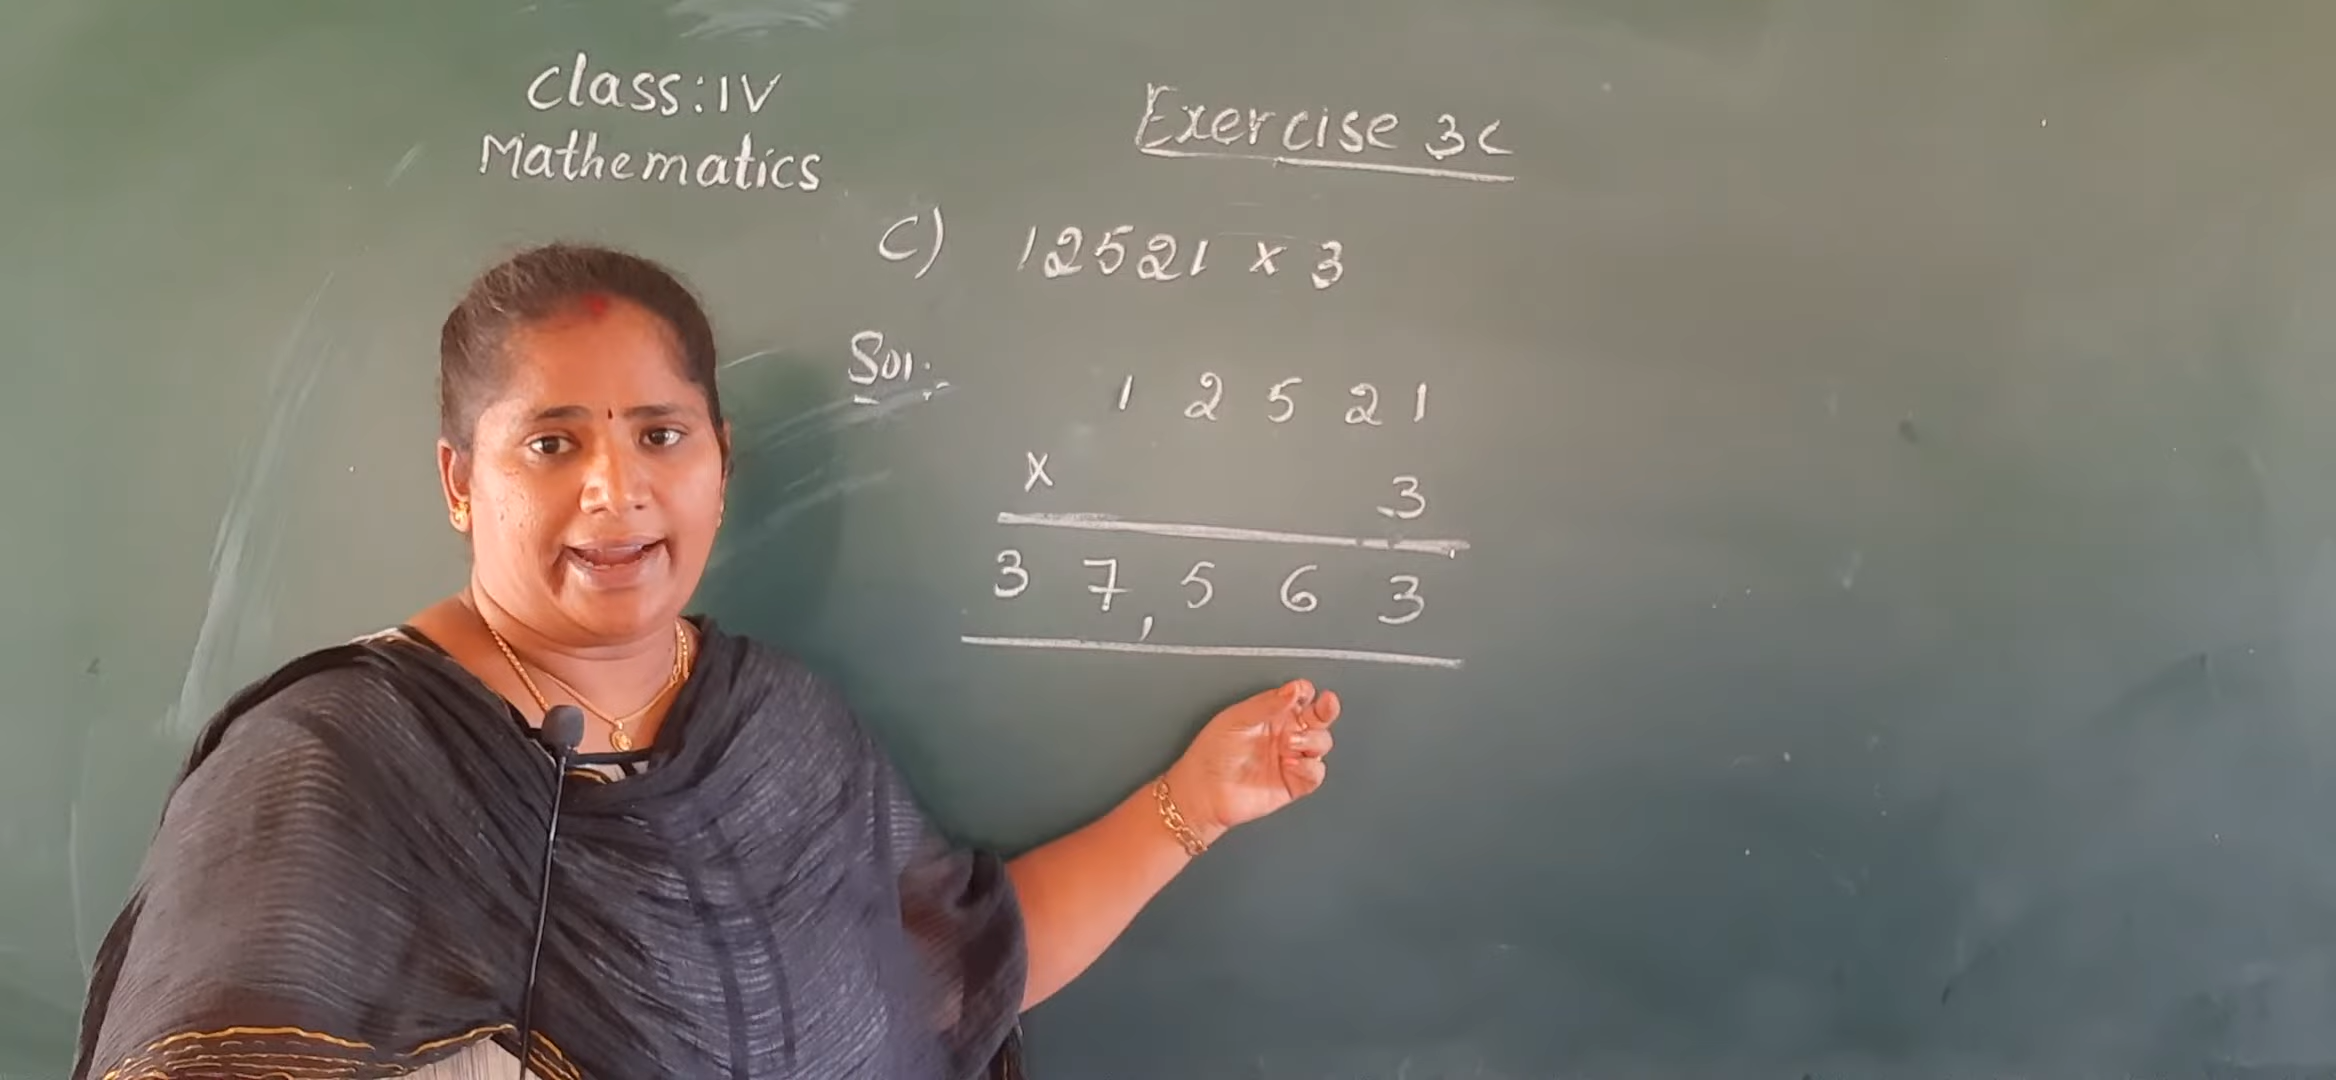 Class: IV
Mathematics
Exercise 3C
C) 12521 x 3
Sol:-
1 2 5 2 1
x 3
3 7, 5 6 3